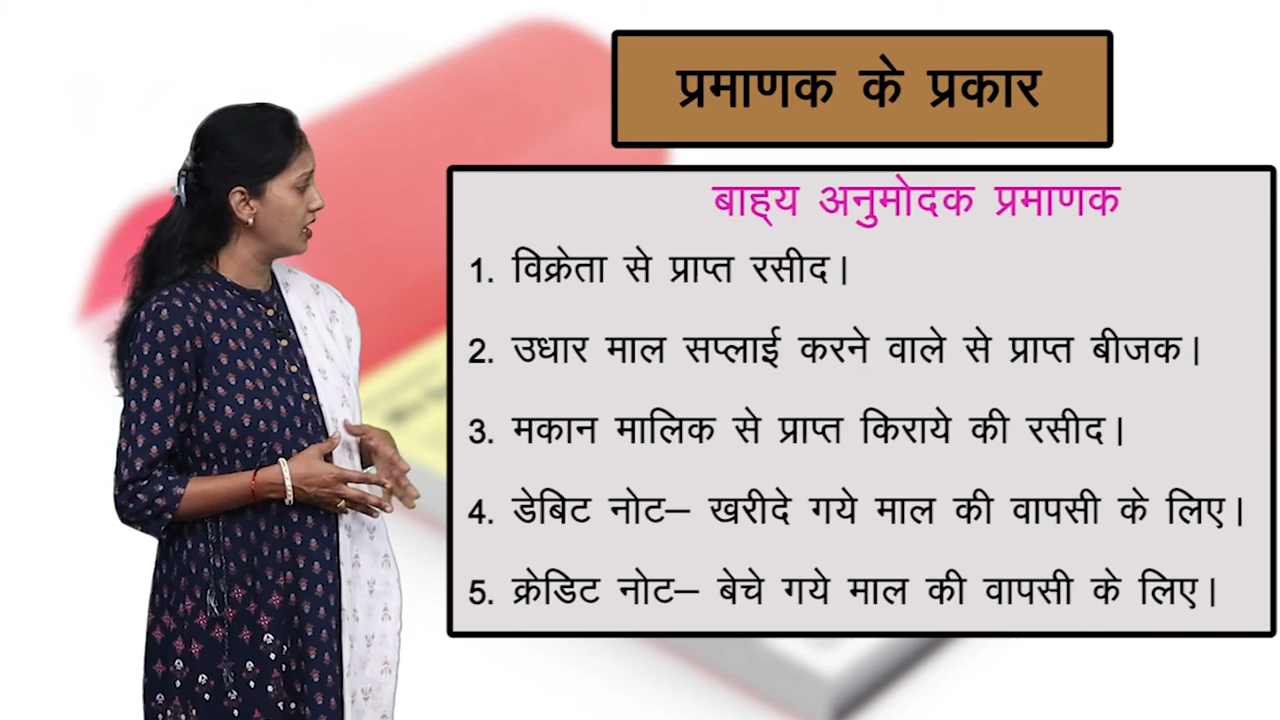 प्रमाणक के प्रकार
बाह्य अनुमोदक प्रमाणक
1. विक्रेता से प्राप्त रसीद।
2. उधार माल सप्लाई करने वाले से प्राप्त बीजक।
3. मकान मालिक से प्राप्त किराये की रसीद।
4. डेबिट नोट– खरीदे गये माल की वापसी के लिए।
5. क्रेडिट नोट– बेचे गये माल की वापसी के लिए।